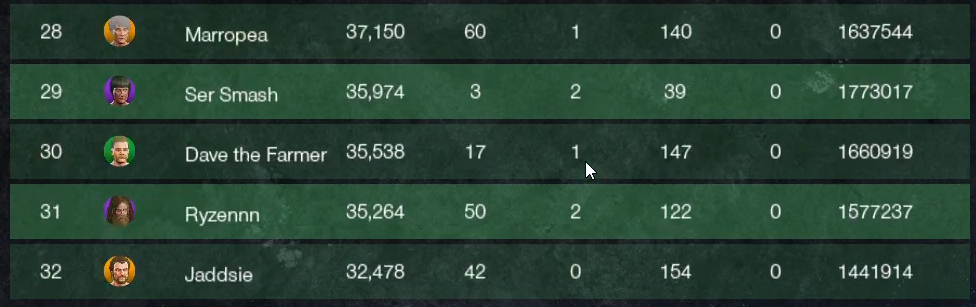 28 Marropea 37,150 60 1 140 0 1637544
29 Ser Smash 35,974 3 2 39 0 1773017
30 Dave the Farmer 35,538 17 1 147 0 1660919
31 Ryzennn 35,264 50 2 122 0 1577237
32 Jaddsie 32,478 42 0 154 0 1441914